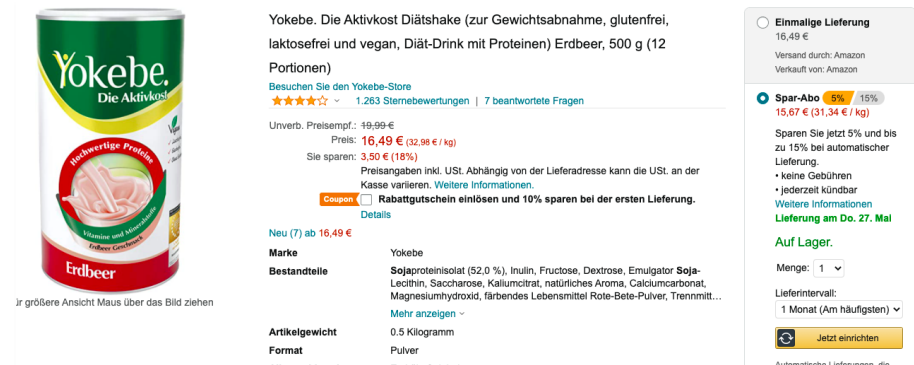 Yokebe.
Die Aktivkost
Hochwertige Proteine
Vitamine und Mineralstoffe
Erdbeer Geschmack
Erdbeer
ür größere Ansicht Maus über das Bild ziehen
Yokebe. Die Aktivkost Diätshake (zur Gewichtsabnahme, glutenfrei,
laktosefrei und vegan, Diät-Drink mit Proteinen) Erdbeer, 500 g (12
Portionen)
Besuchen Sie den Yokebe-Store
1.263 Sternebewertungen | 7 beantwortete Fragen
Unverb. Preisempf.: 19,99 €
Preis: 16,49 € (32,98 € / kg)
Sie sparen: 3,50 € (18%)
Preisangaben inkl. USt. Abhängig von der Lieferadresse kann die USt. an der
Kasse variieren. Weitere Informationen.
Coupon Rabattgutschein einlösen und 10% sparen bei der ersten Lieferung.
Details
Neu (7) ab 16,49 €
Marke Yokebe
Bestandteile Sojaproteinisolat (52,0 %), Inulin, Fructose, Dextrose, Emulgator Soja-
Lecithin, Saccharose, Kaliumcitrat, natürliches Aroma, Calciumcarbonat,
Magnesiumhydroxid, färbendes Lebensmittel Rote-Bete-Pulver, Trennmitt…
Mehr anzeigen
Artikelgewicht 0.5 Kilogramm
Format Pulver
Einmalige Lieferung
16,49 €
Versand durch: Amazon
Verkauf von: Amazon
Spar-Abo 5% 15%
15,67 € (31,34 € / kg)
Sparen Sie jetzt 5% und bis
zu 15% bei automatischer
Lieferung.
• keine Gebühren
• jederzeit kündbar
Weitere Informationen
Lieferung am Do. 27. Mai
Auf Lager.
Menge: 1
Lieferintervall:
1 Monat (Am häufigsten)
Jetzt einrichten